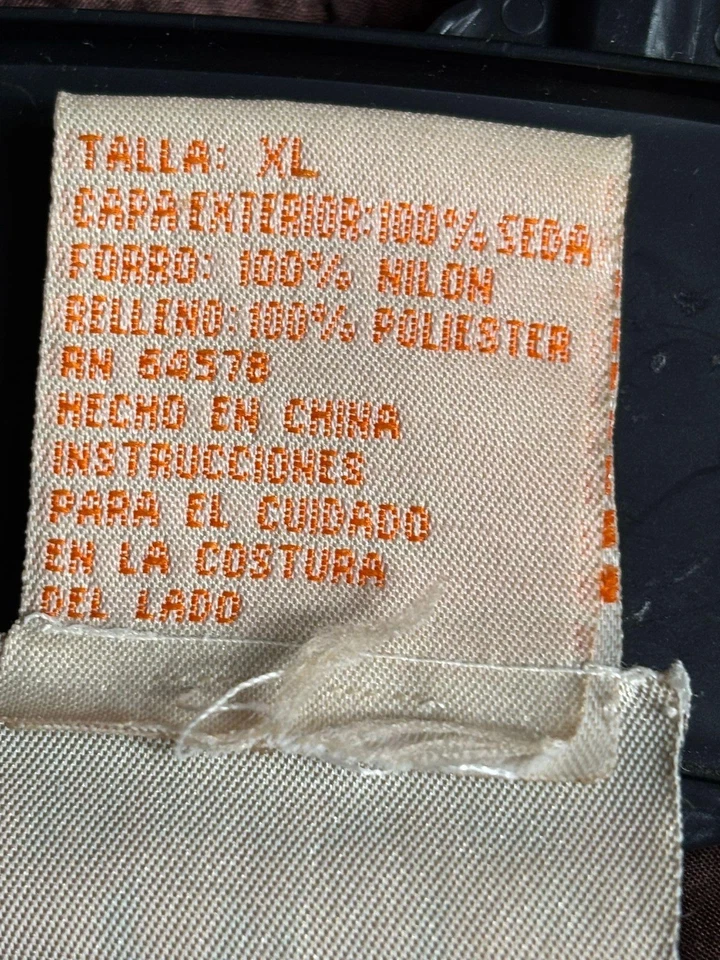 TALLA: XL
CAPA EXTERIOR: 100% SEDA
FORRO: 100% NILON
RELLENO: 100% POLIESTER
RN 64978
HECHO EN CHINA
INSTRUCCIONES
PARA EL CUIDADO
EN LA COSTURA
DEL LADO